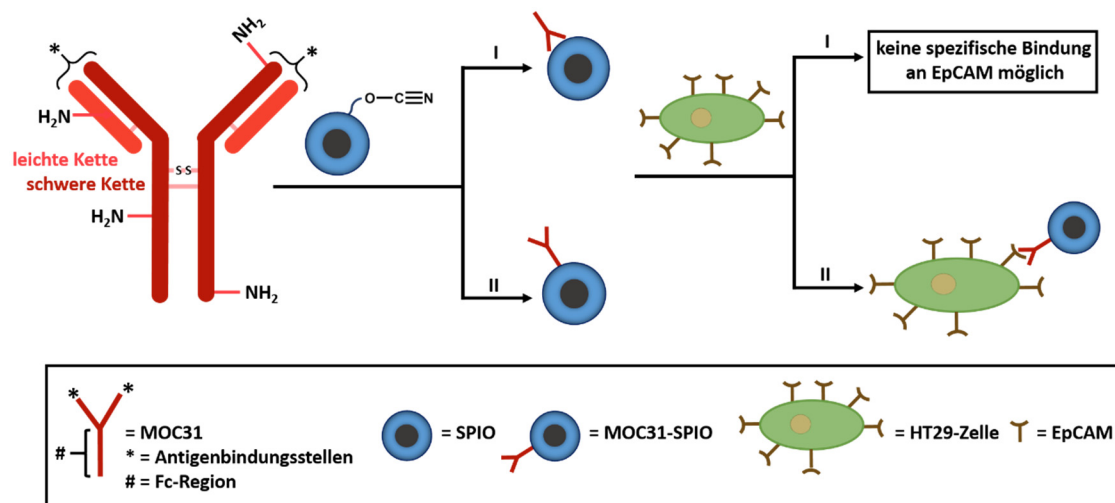 *
NH₂
*
H₂N
leichte Kette
schwere Kette
S-S
H₂N
NH₂
O—C≡N
I
II
I
keine spezifische Bindung
an EpCAM möglich
II
*
*
#
= MOC31
* = Antigenbindungsstellen
# = Fc-Region
= SPIO
= MOC31-SPIO
= HT29-Zelle
= EpCAM